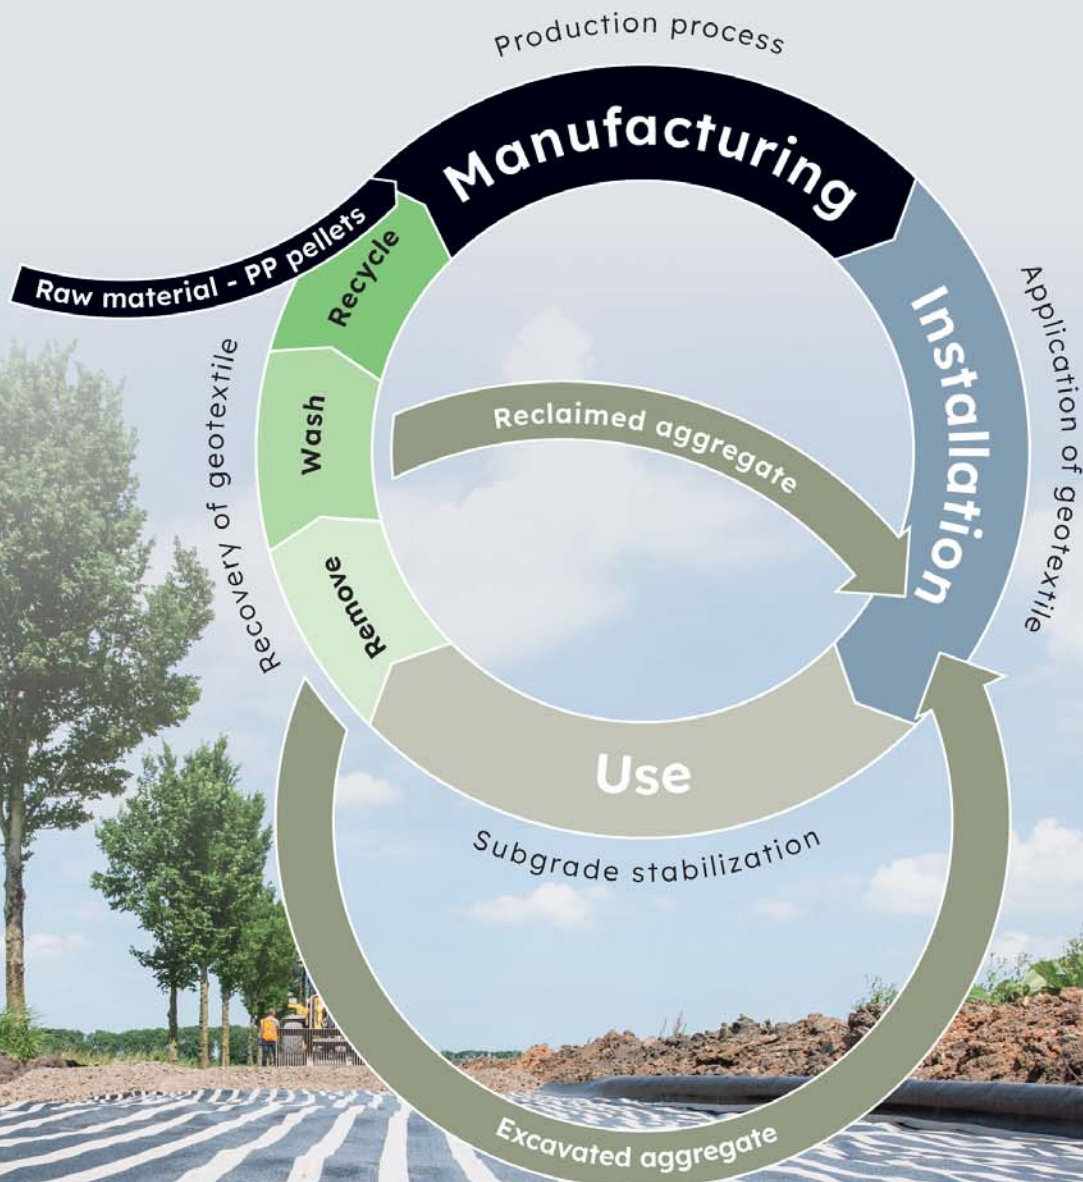 Production process
Manufacturing
Raw material - PP pellets
Recycle
Installation
Application of geotextile
Recovery of geotextile
Wash
Reclaimed aggregate
Remove
Use
Subgrade stabilization
Excavated aggregate